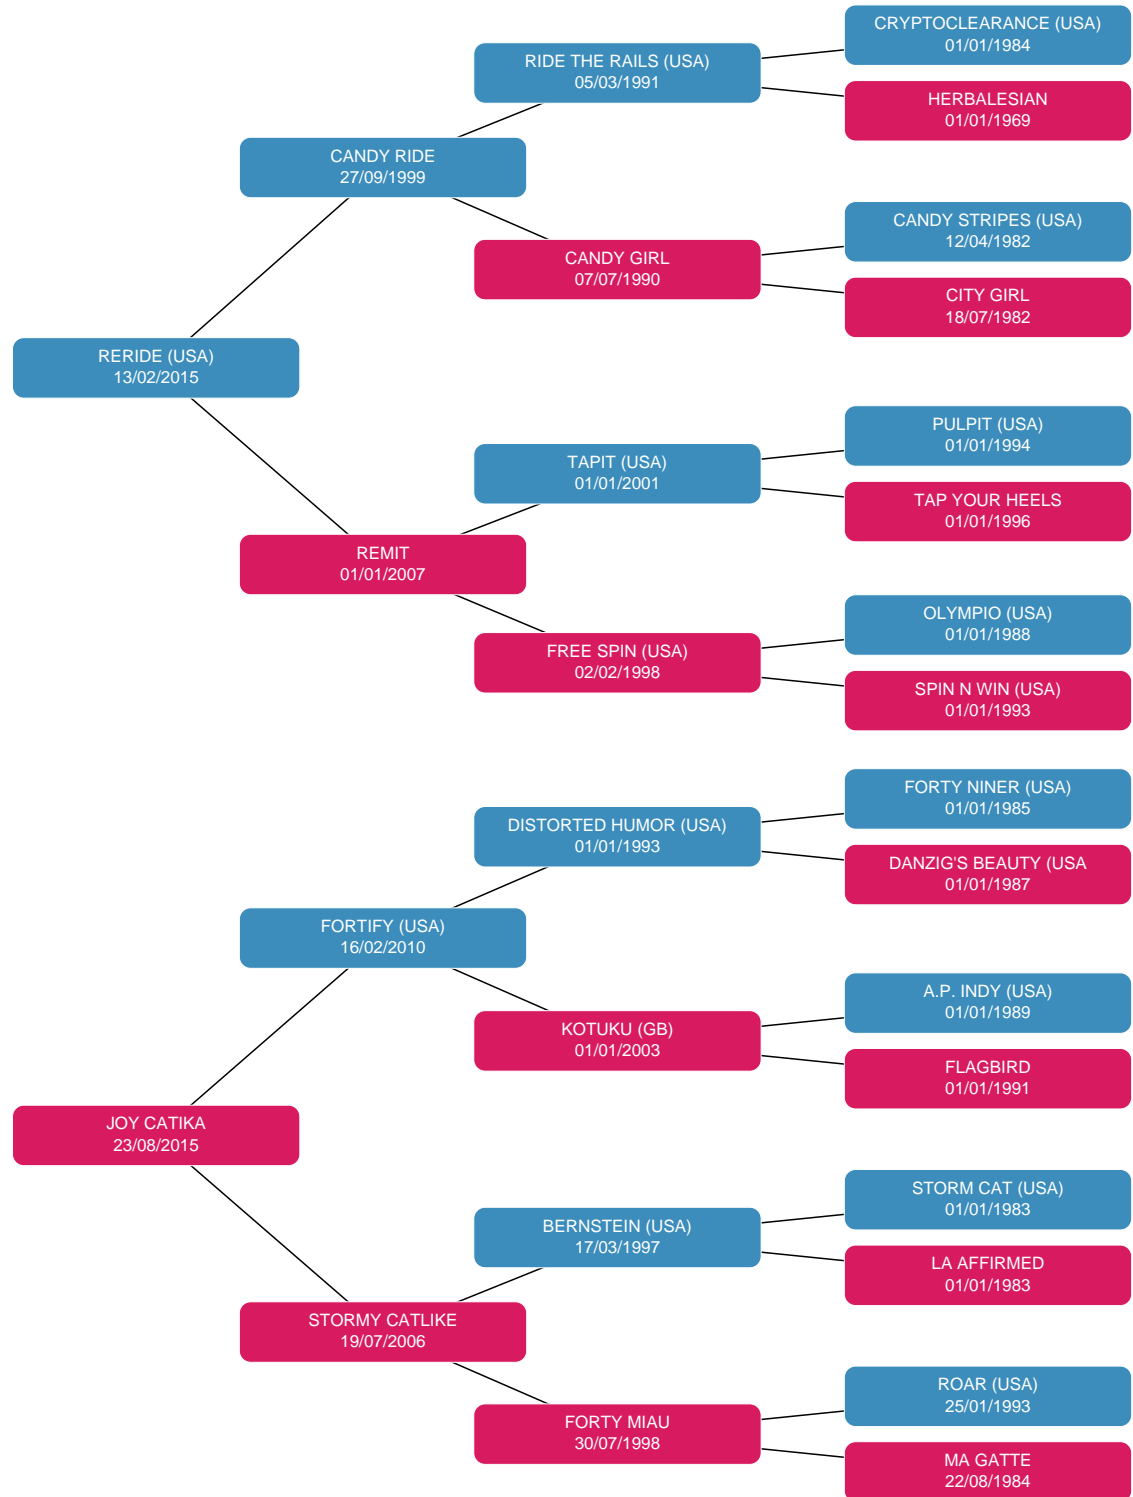 CRYPTOCLEARANCE (USA)
01/01/1984
RIDE THE RAILS (USA)
05/03/1991
HERBALESIAN
01/01/1969
CANDY RIDE
27/09/1999
CANDY STRIPES (USA)
12/04/1982
CANDY GIRL
07/07/1990
CITY GIRL
18/07/1982
RERIDE (USA)
13/02/2015
PULPIT (USA)
01/01/1994
TAPIT (USA)
01/01/2001
TAP YOUR HEELS
01/01/1996
REMIT
01/01/2007
OLYMPIO (USA)
01/01/1988
FREE SPIN (USA)
02/02/1998
SPIN N WIN (USA)
01/01/1993
FORTY NINER (USA)
01/01/1985
DISTORTED HUMOR (USA)
01/01/1993
DANZIG'S BEAUTY (USA
01/01/1987
FORTIFY (USA)
16/02/2010
A.P. INDY (USA)
01/01/1989
KOTUKU (GB)
01/01/2003
FLAGBIRD
01/01/1991
JOY CATIKA
23/08/2015
STORM CAT (USA)
01/01/1983
BERNSTEIN (USA)
17/03/1997
LA AFFIRMED
01/01/1983
STORMY CATLIKE
19/07/2006
ROAR (USA)
25/01/1993
FORTY MIAU
30/07/1998
MA GATTE
22/08/1984